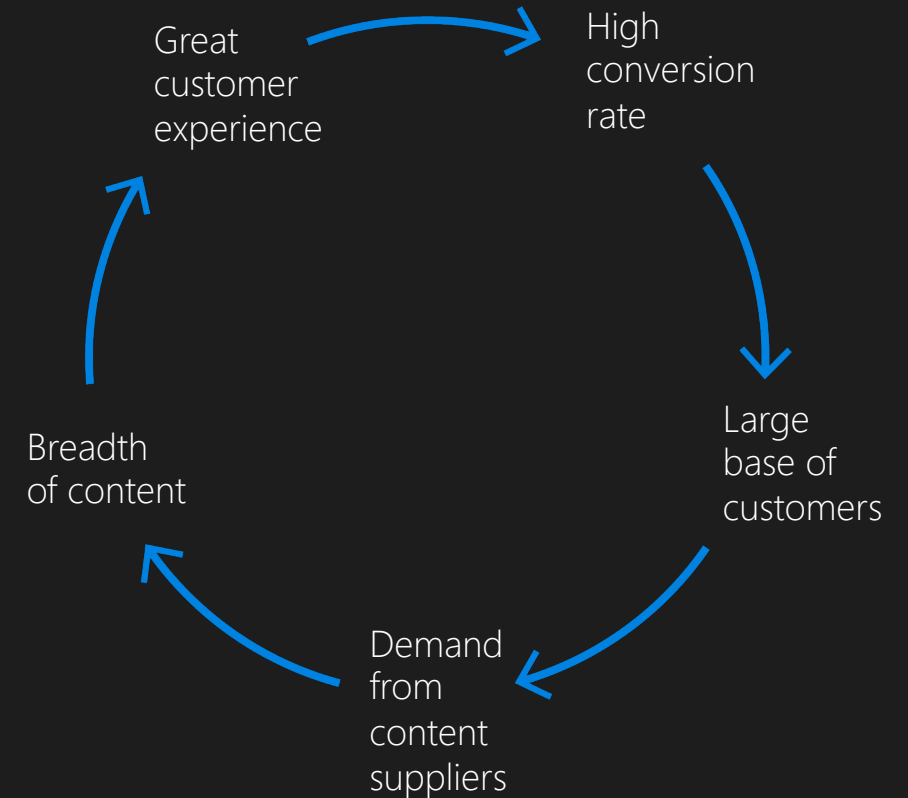 Great
customer
experience
High
conversion
rate
Large
base of
customers
Demand
from
content
suppliers
Breadth
of content